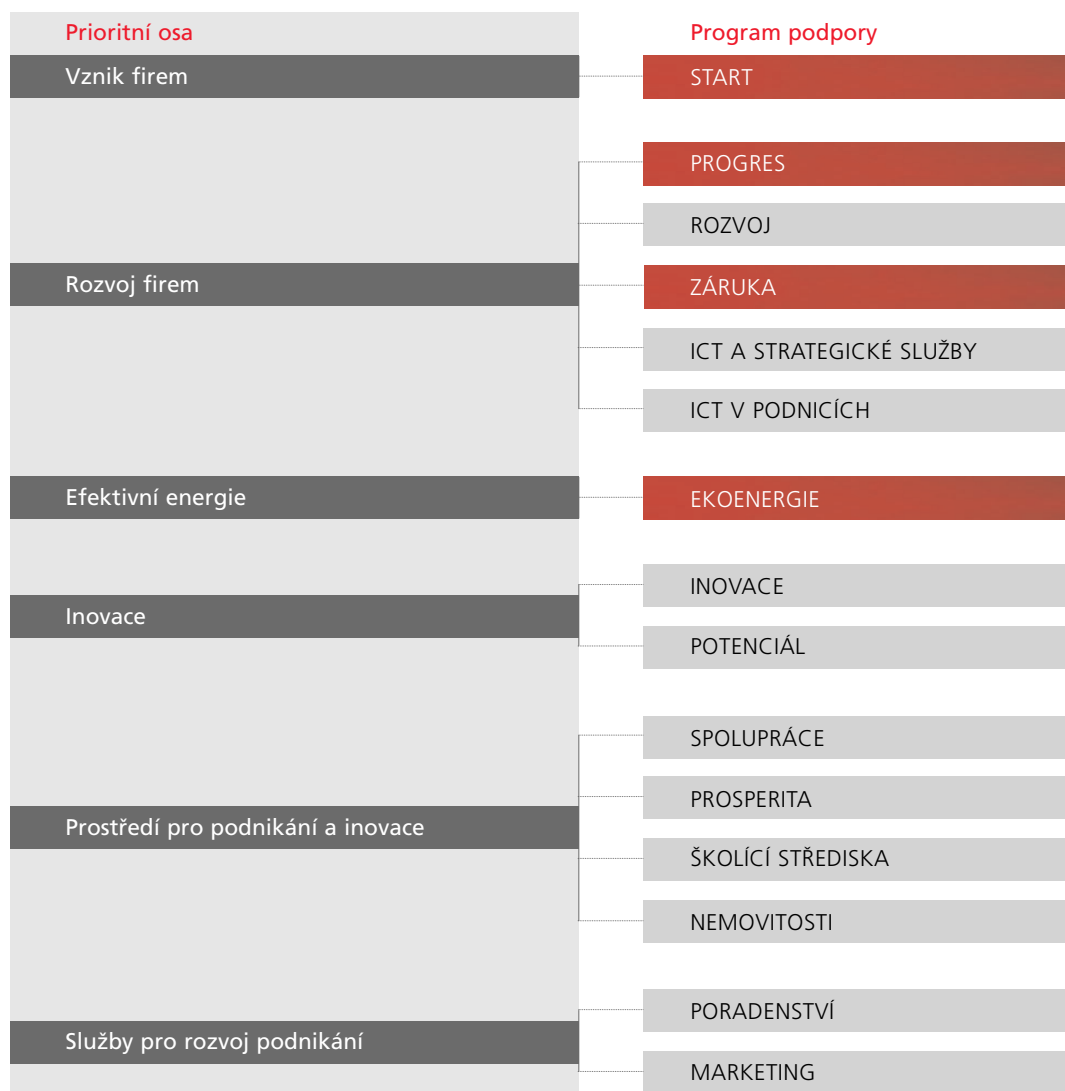 Prioritní osa
Program podpory
Vznik firem
START
PROGRES
ROZVOJ
Rozvoj firem
ZÁRUKA
ICT A STRATEGICKÉ SLUŽBY
ICT V PODNICÍCH
Efektivní energie
EKOENERGIE
Inovace
INOVACE
POTENCIÁL
SPOLUPRÁCE
PROSPERITA
Prostředí pro podnikání a inovace
ŠKOLÍCÍ STŘEDISKA
NEMOVITOSTI
Služby pro rozvoj podnikání
PORADENSTVÍ
MARKETING